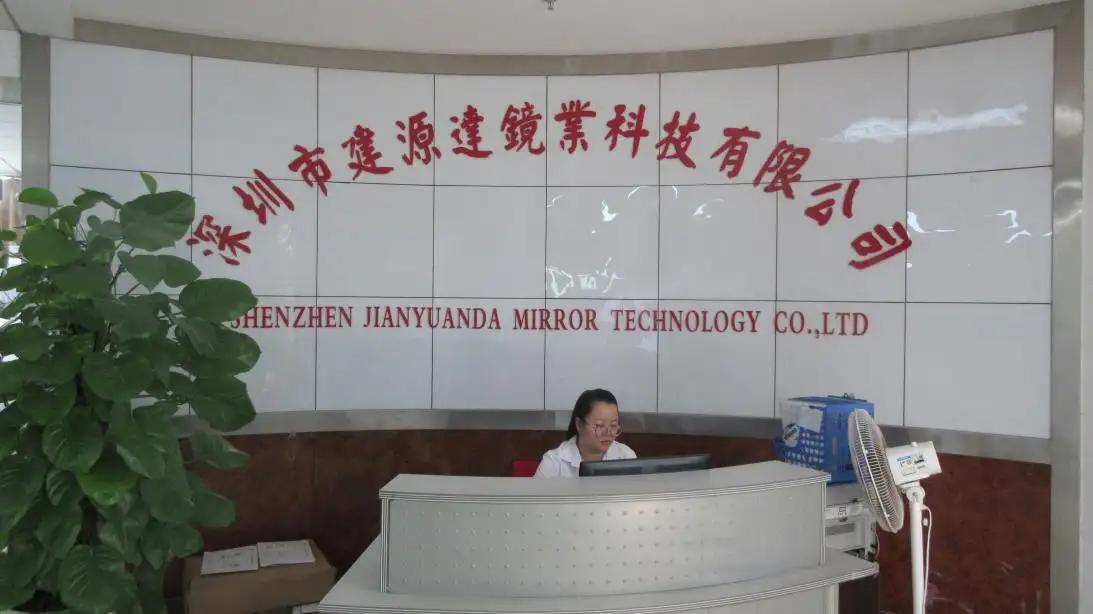 深圳市建源達鏡業科技有限公司
SHENZHEN JIANYUANDA MIRROR TECHNOLOGY CO.,LTD